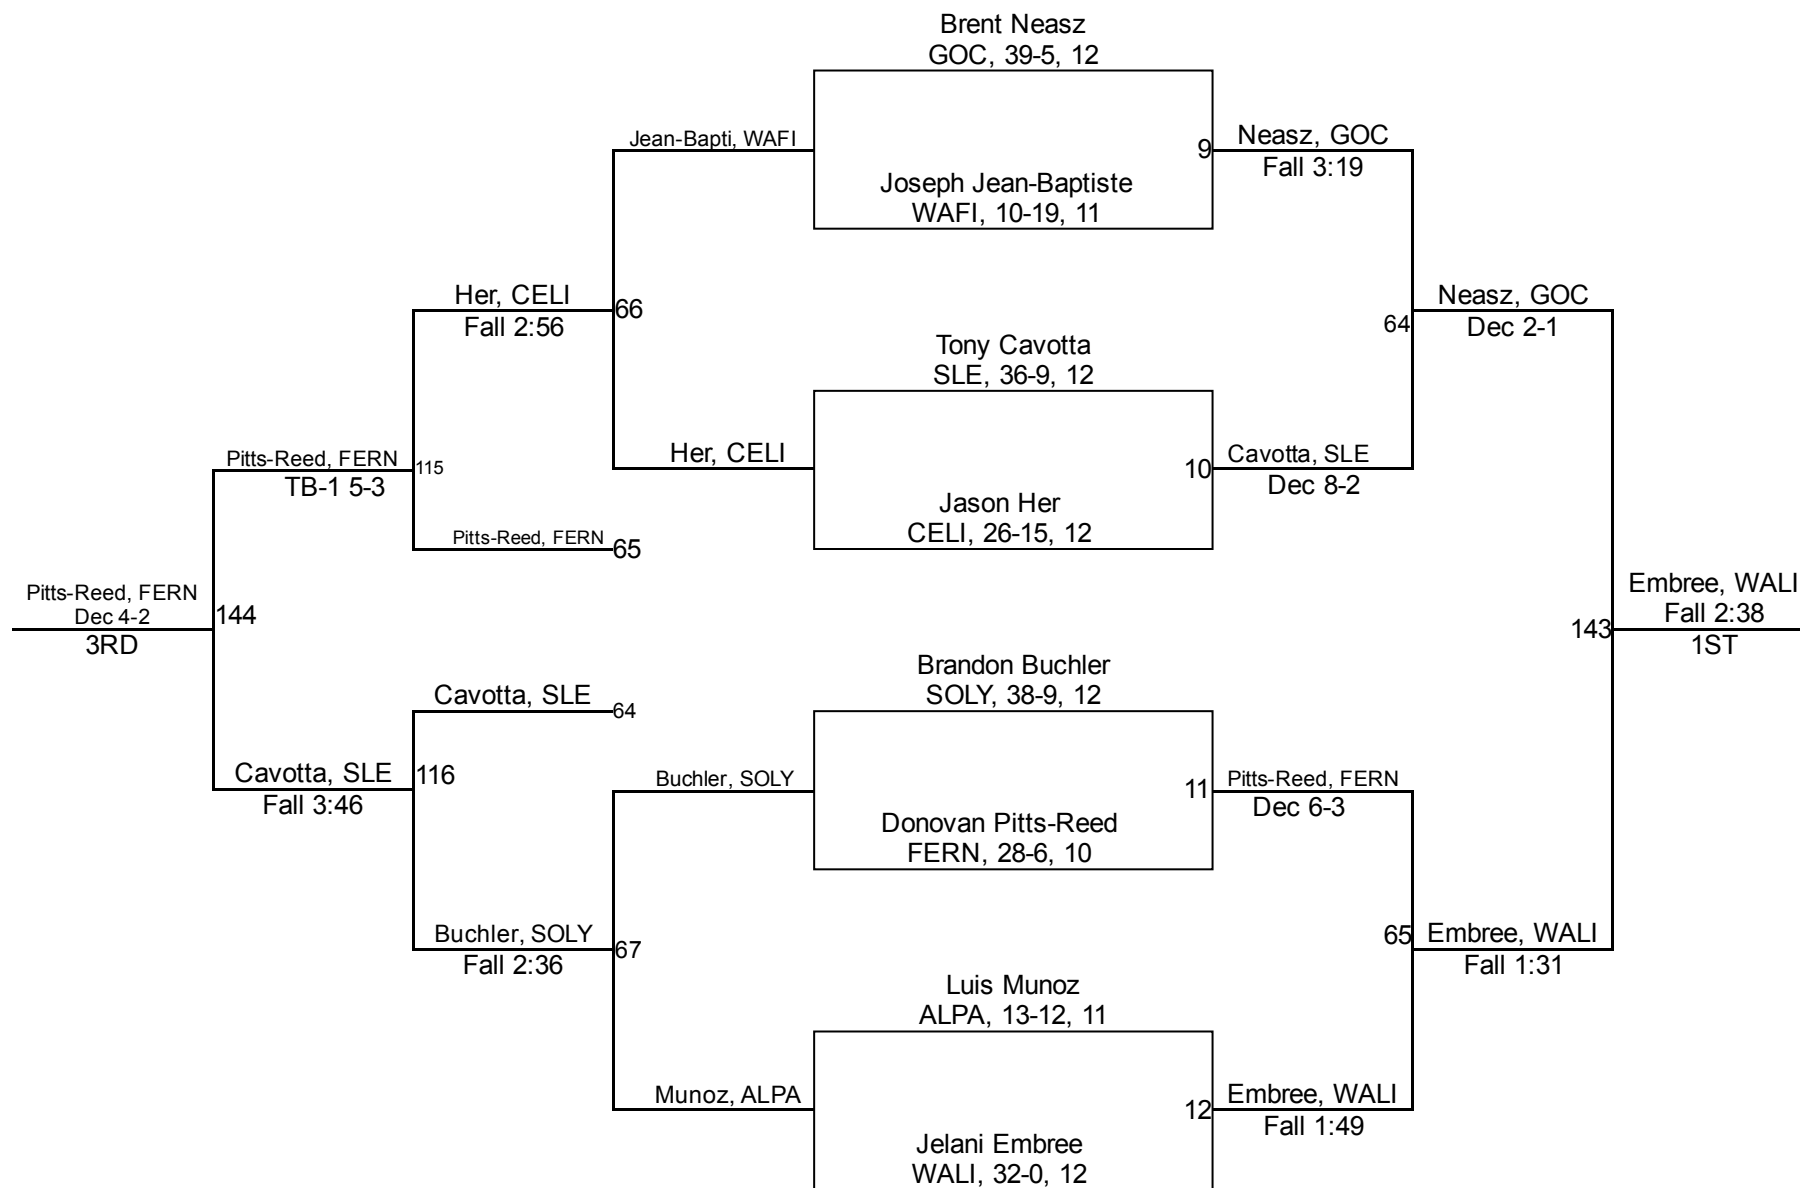 Brent Neasz
GOC, 39-5, 12
Jean-Bapti, WAFI
9
Neasz, GOC
Fall 3:19
Joseph Jean-Baptiste
WAFI, 10-19, 11
Her, CELI
Fall 2:56
66
Neasz, GOC
Dec 2-1
64
Tony Cavotta
SLE, 36-9, 12
Her, CELI
10
Cavotta, SLE
Dec 8-2
Pitts-Reed, FERN
TB-1 5-3
115
Jason Her
CELI, 26-15, 12
Pitts-Reed, FERN
65
Pitts-Reed, FERN
Dec 4-2
3RD
144
143
Embree, WALI
Fall 2:38
1ST
Brandon Buchler
SOLY, 38-9, 12
Cavotta, SLE
64
Cavotta, SLE
Fall 3:46
116
Buchler, SOLY
11
Pitts-Reed, FERN
Dec 6-3
Donovan Pitts-Reed
FERN, 28-6, 10
Buchler, SOLY
Fall 2:36
67
65
Embree, WALI
Fall 1:31
Luis Munoz
ALPA, 13-12, 11
Munoz, ALPA
12
Embree, WALI
Fall 1:49
Jelani Embree
WALI, 32-0, 12